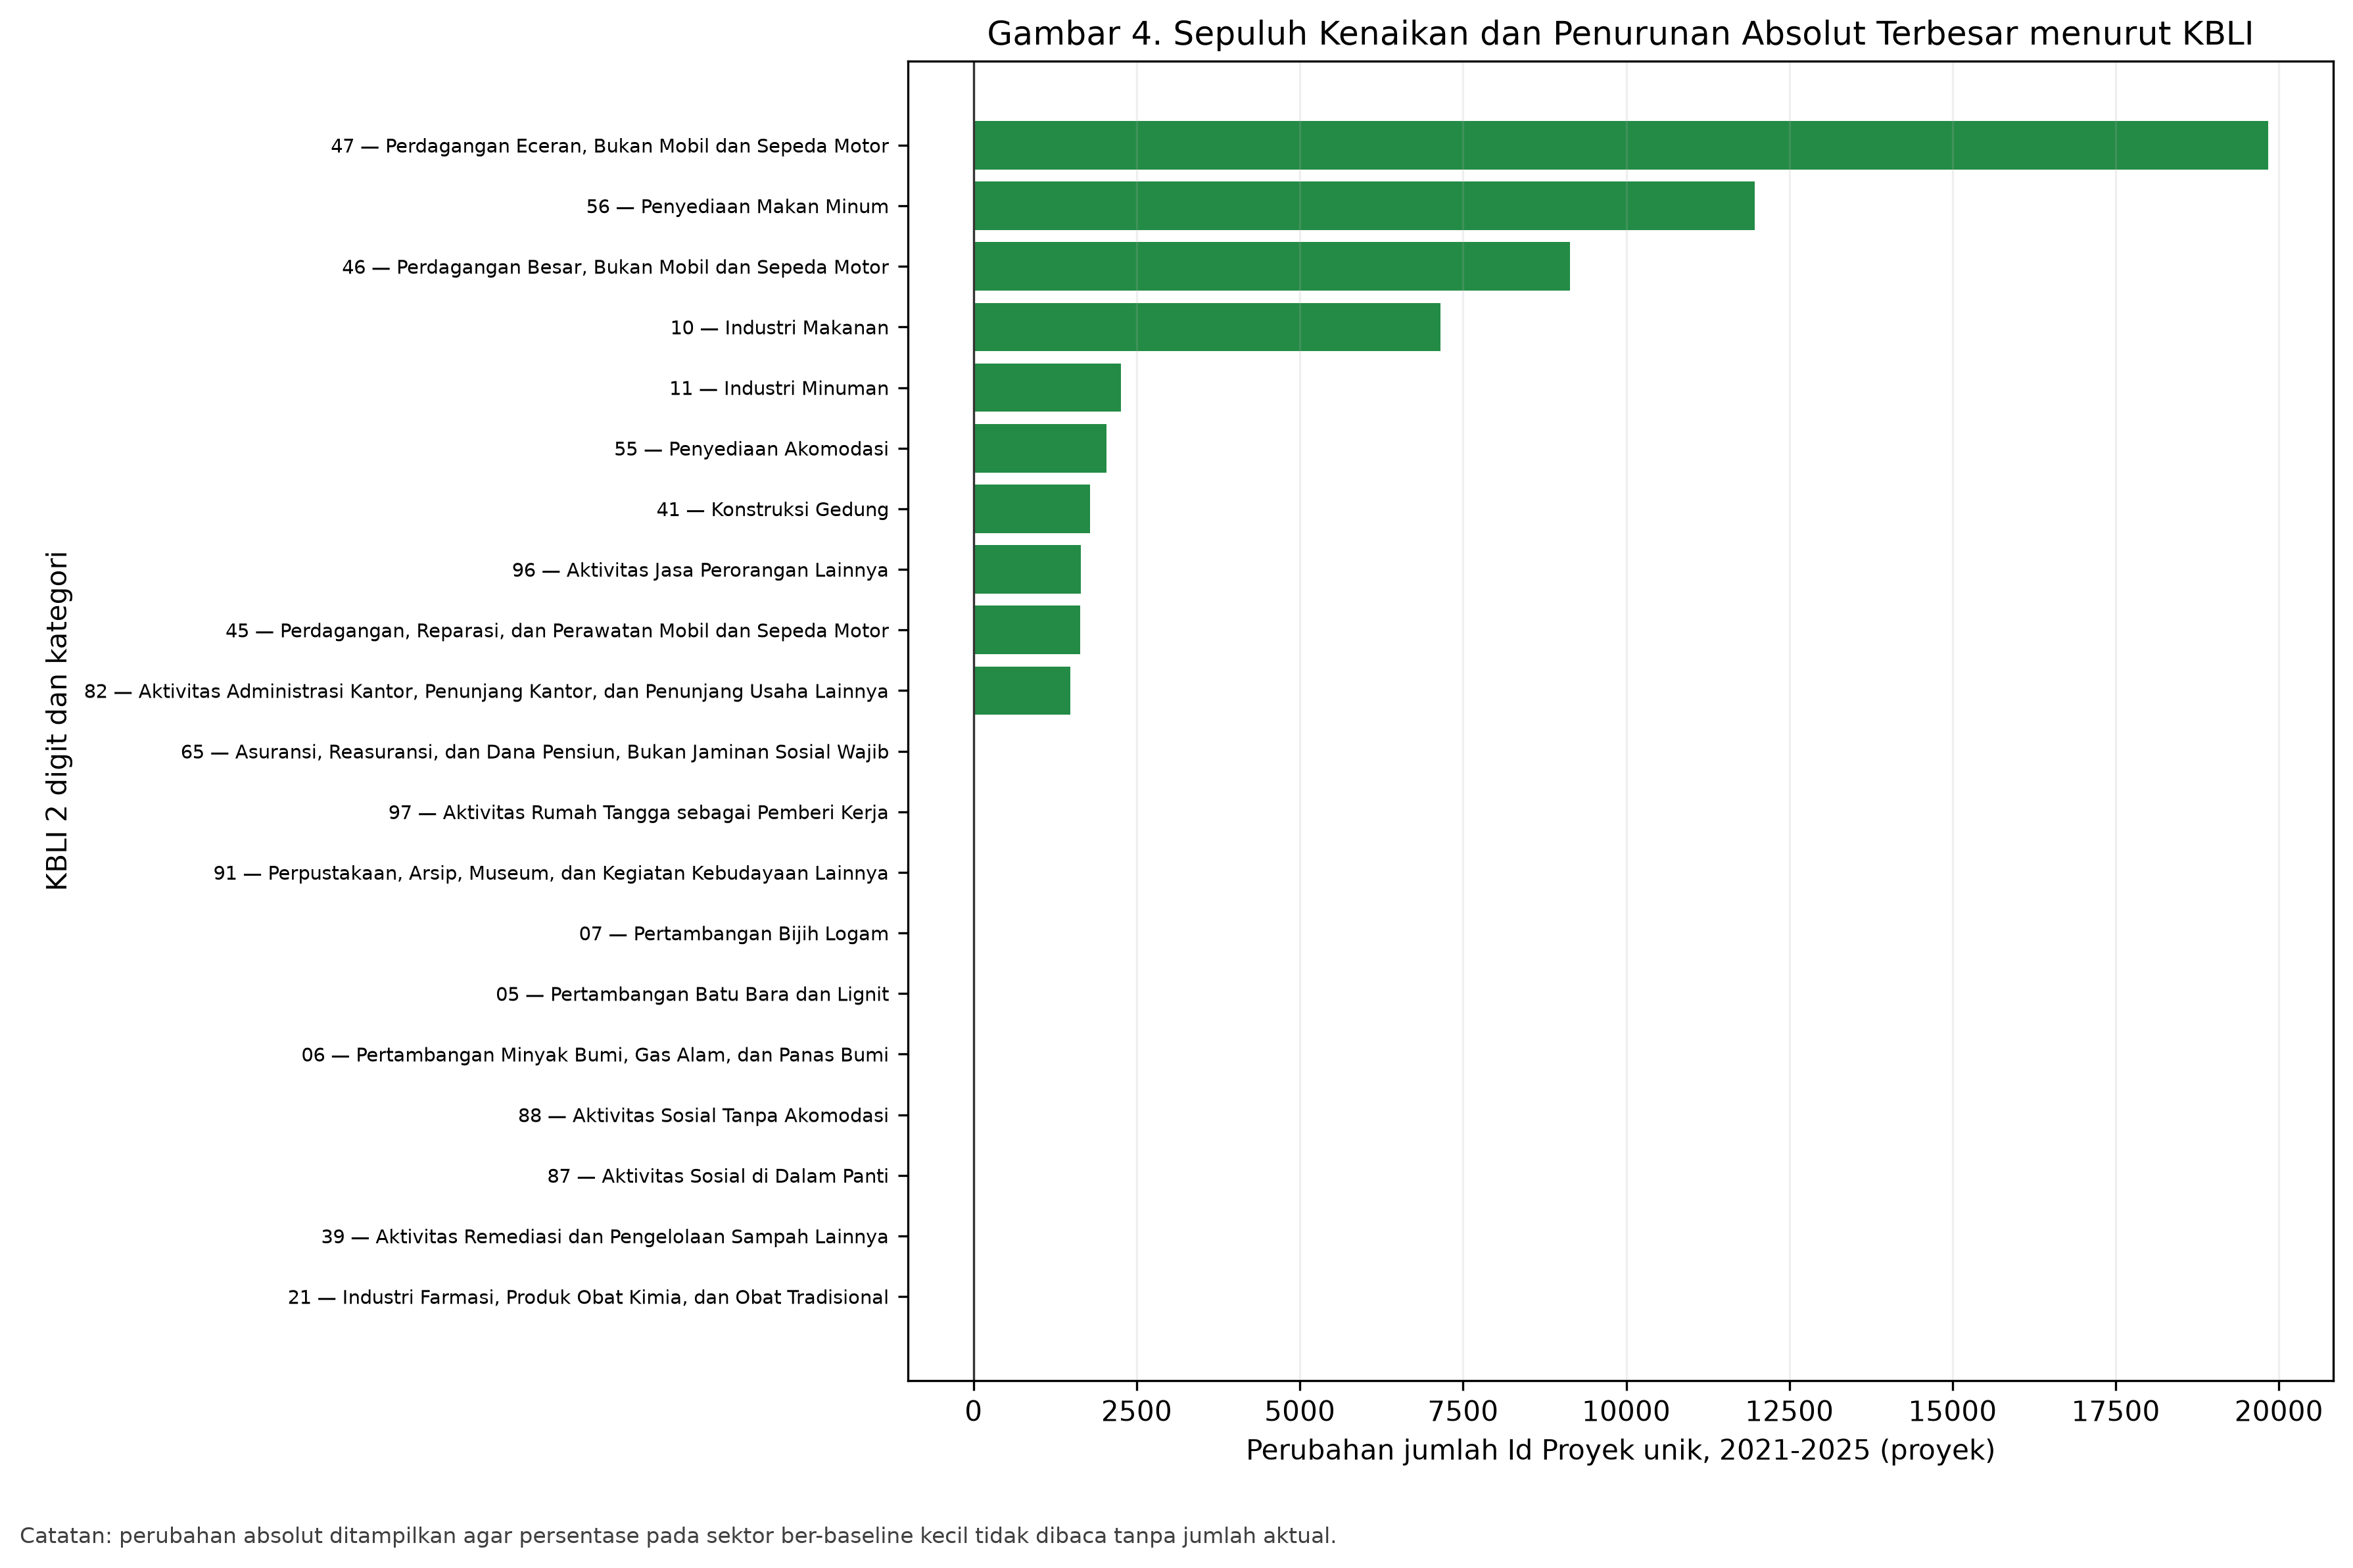 Gambar 4. Sepuluh Kenaikan dan Penurunan Absolut Terbesar menurut KBLI
KBLI 2 digit dan kategori
47 — Perdagangan Eceran, Bukan Mobil dan Sepeda Motor
56 — Penyediaan Makan Minum
46 — Perdagangan Besar, Bukan Mobil dan Sepeda Motor
10 — Industri Makanan
11 — Industri Minuman
55 — Penyediaan Akomodasi
41 — Konstruksi Gedung
96 — Aktivitas Jasa Perorangan Lainnya
45 — Perdagangan, Reparasi, dan Perawatan Mobil dan Sepeda Motor
82 — Aktivitas Administrasi Kantor, Penunjang Kantor, dan Penunjang Usaha Lainnya
65 — Asuransi, Reasuransi, dan Dana Pensiun, Bukan Jaminan Sosial Wajib
97 — Aktivitas Rumah Tangga sebagai Pemberi Kerja
91 — Perpustakaan, Arsip, Museum, dan Kegiatan Kebudayaan Lainnya
07 — Pertambangan Bijih Logam
05 — Pertambangan Batu Bara dan Lignit
06 — Pertambangan Minyak Bumi, Gas Alam, dan Panas Bumi
88 — Aktivitas Sosial Tanpa Akomodasi
87 — Aktivitas Sosial di Dalam Panti
39 — Aktivitas Remediasi dan Pengelolaan Sampah Lainnya
21 — Industri Farmasi, Produk Obat Kimia, dan Obat Tradisional
0 2500 5000 7500 10000 12500 15000 17500 20000
Perubahan jumlah Id Proyek unik, 2021-2025 (proyek)
Catatan: perubahan absolut ditampilkan agar persentase pada sektor ber-baseline kecil tidak dibaca tanpa jumlah aktual.